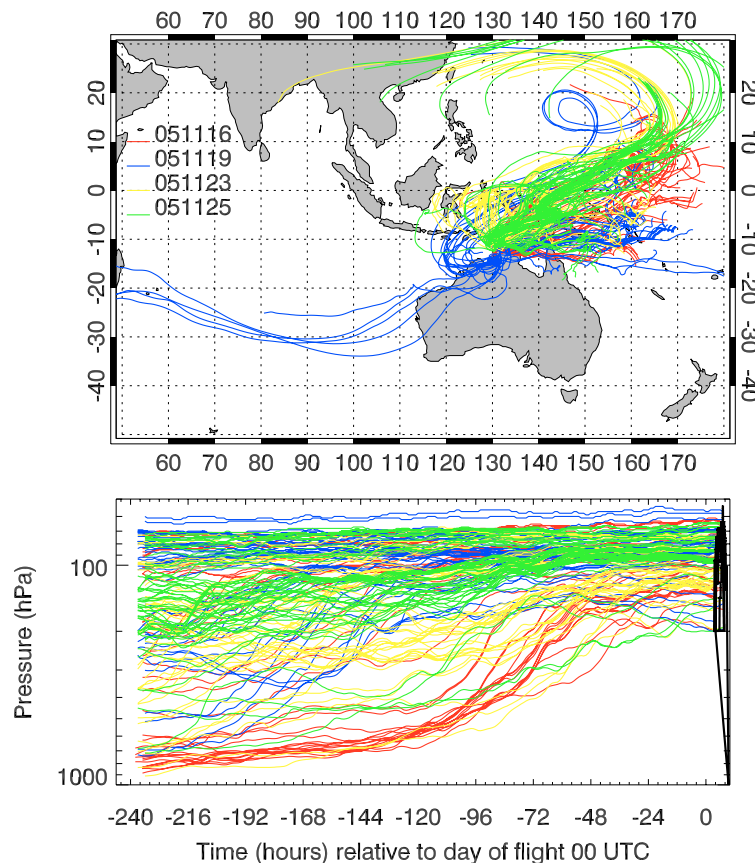 60 70 80 90 100 110 120 130 140 150 160 170
20 20
10 10
0 0
-10 -10
-20 -20
-30 -30
-40 -40
051116
051119
051123
051125
60 70 80 90 100 110 120 130 140 150 160 170
Pressure (hPa)
100
1000
-240 -216 -192 -168 -144 -120 -96 -72 -48 -24 0
Time (hours) relative to day of flight 00 UTC